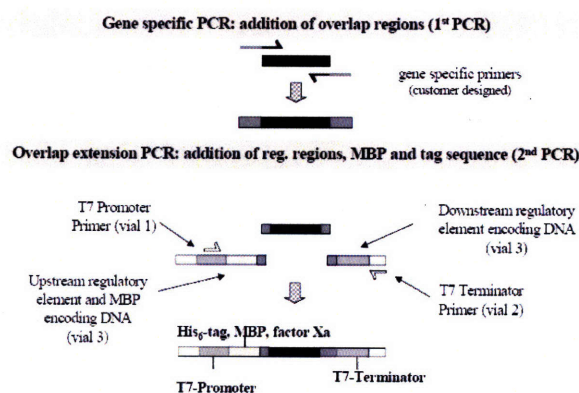 Gene specific PCR: addition of overlap regions (1st PCR)
gene specific primers
(customer designed)
Overlap extension PCR: addition of reg. regions, MBP and tag sequence (2nd PCR)
T7 Promoter
Primer (vial 1)
Downstream regulatory
element encoding DNA
(vial 3)
Upstream regulatory
element and MBP
encoding DNA
(vial 3)
T7 Terminator
Primer (vial 2)
His6-tag, MBP, factor Xa
T7-Promoter
T7-Terminator